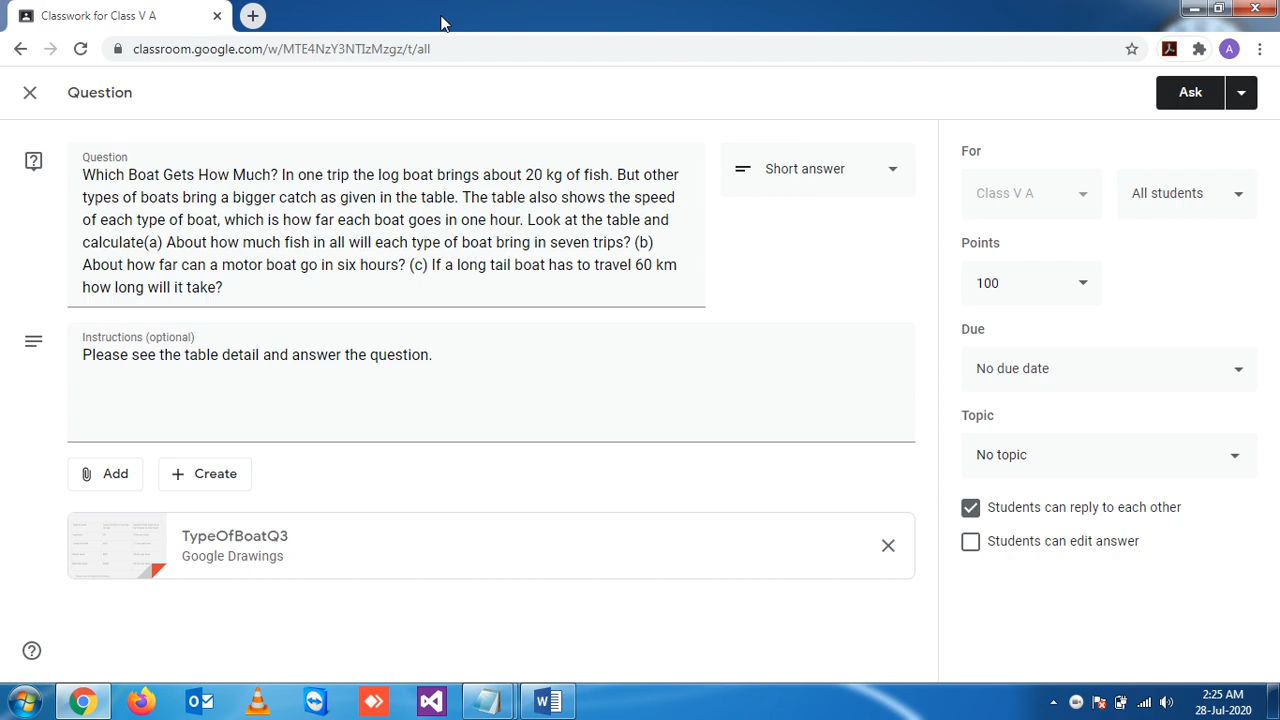 Classwork for Class V A
classroom.google.com/w/MTE4NzY3NTIzMzgz/t/all
A
Question
Ask
Question
Which Boat Gets How Much? In one trip the log boat brings about 20 kg of fish. But other
types of boats bring a bigger catch as given in the table. The table also shows the speed
of each type of boat, which is how far each boat goes in one hour. Look at the table and
calculate(a) About how much fish in all will each type of boat bring in seven trips? (b)
About how far can a motor boat go in six hours? (c) If a long tail boat has to travel 60 km
how long will it take?
Short answer
For
Class V A
All students
Points
100
Instructions (optional)
Please see the table detail and answer the question.
Due
No due date
Topic
No topic
Add
Create
Students can reply to each other
Students can edit answer
TypeOfBoatQ3
Google Drawings
2:25 AM
28-Jul-2020